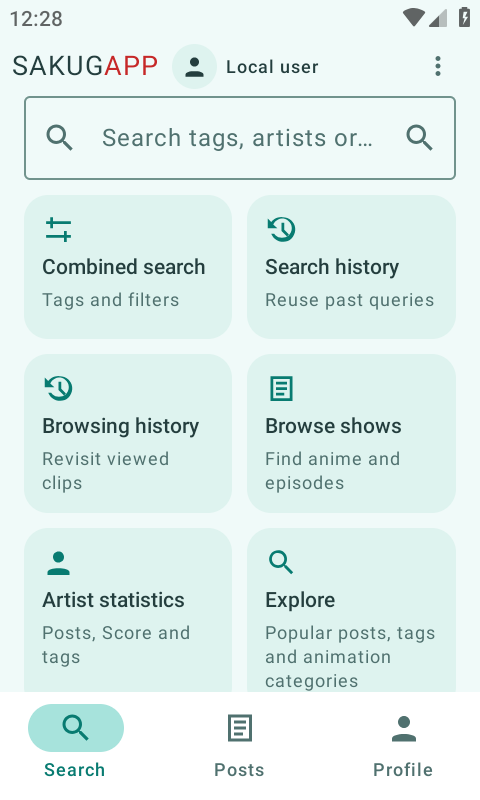 12:28
SAKUGAPP
Local user
Search tags, artists or...
Combined search
Tags and filters
Search history
Reuse past queries
Browsing history
Revisit viewed
clips
Browse shows
Find anime and
episodes
Artist statistics
Posts, Score and
tags
Explore
Popular posts, tags
and animation
categories
Search
Posts
Profile